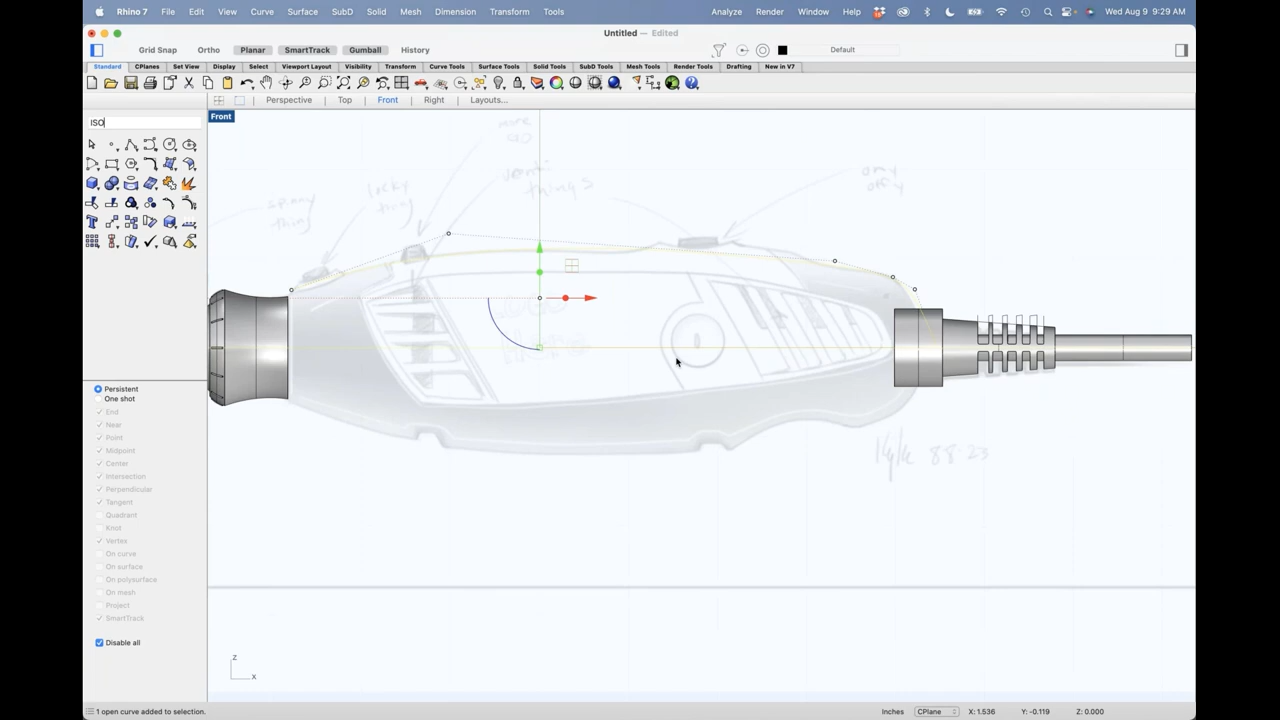 Rhino 7 File Edit View Curve Surface SubD Solid Mesh Dimension Transform Tools Analyze Render Window Help Wed Aug 9 9:29 AM
Untitled — Edited
Grid Snap Ortho Planar SmartTrack Gumball History Default
Standard CPlanes Set View Display Select Viewport Layout Visibility Transform Curve Tools Surface Tools Solid Tools SubD Tools Mesh Tools Render Tools Drafting New in V7
Perspective Top Front Right Layouts...
Front
ISO
things
Persistent
One shot
End
Near
Point
Midpoint
Center
Intersection
Perpendicular
Tangent
Quadrant
Knot
Vertex
On curve
On surface
On polysurface
On mesh
Project
SmartTrack
Disable all
z
x
1 open curve added to selection.
Inches CPlane X: 1.536 Y: -0.119 Z: 0.000